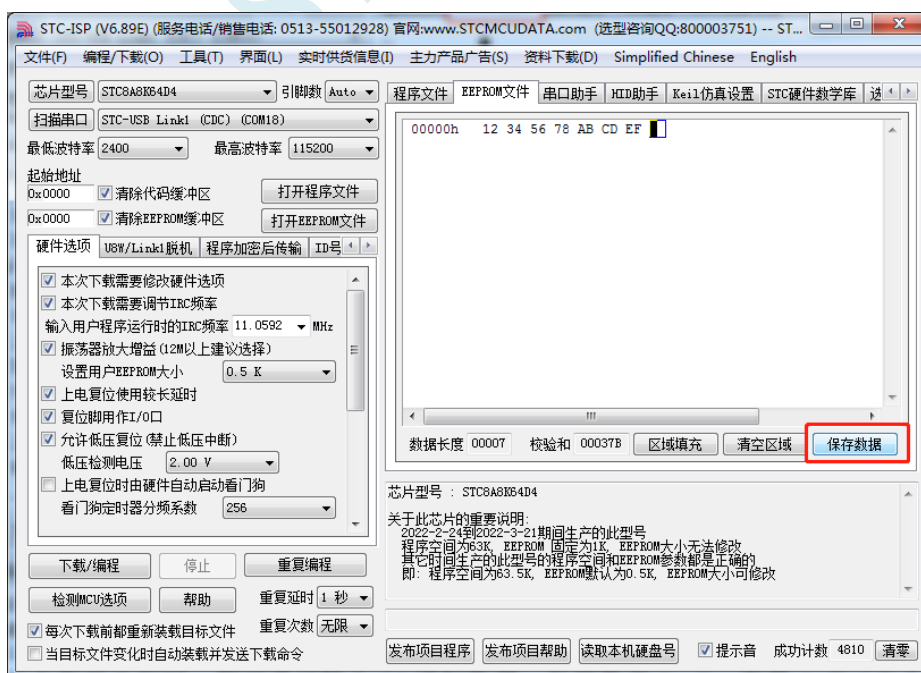 STC-ISP (V6.89E) (服务电话/销售电话: 0513-55012928) 官网:www.STCMCUDATA.com (选型咨询QQ:800003751) -- ST...
文件(F) 编程/下载(O) 工具(T) 界面(L) 实时供货信息(I) 主力产品广告(S) 资料下载(D) Simplified Chinese English
芯片型号 STC8A8K64D4 引脚数 Auto
扫描串口 STC-USB Link1 (CDC) (COM18)
最低波特率 2400 最高波特率 115200
起始地址
0x0000 清除代码缓冲区 打开程序文件
0x0000 清除EEPROM缓冲区 打开EEPROM文件
硬件选项 U8W/Link1脱机 程序加密后传输 ID号
本次下载需要修改硬件选项
本次下载需要调节IRC频率
输入用户程序运行时的IRC频率 11.0592 MHz
振荡器放大增益(12M以上建议选择)
设置用户EEPROM大小 0.5 K
上电复位使用较长延时
复位脚用作I/O口
允许低压复位(禁止低压中断)
低压检测电压 2.00 V
上电复位时由硬件自动启动看门狗
看门狗定时器分频系数 256
下载/编程 停止 重复编程
检测MCU选项 帮助 重复延时 1 秒
每次下载前都重新装载目标文件 重复次数 无限
当目标文件变化时自动装载并发送下载命令
程序文件 EEPROM文件 串口助手 HID助手 Keil仿真设置 STC硬件数学库 选
00000h 12 34 56 78 AB CD EF
数据长度 00007 校验和 00037B 区域填充 清空区域 保存数据
芯片型号 : STC8A8K64D4
关于此芯片的重要说明:
2022-2-24到2022-3-21期间生产的此型号
程序空间为63K, EEPROM 固定为1K, EEPROM大小无法修改
其它时间生产的此型号的程序空间和EEPROM参数都是正确的
即: 程序空间为63.5K, EEPROM默认为0.5K, EEPROM大小可修改
发布项目程序 发布项目帮助 读取本机硬盘号 提示音 成功计数 4810 清零